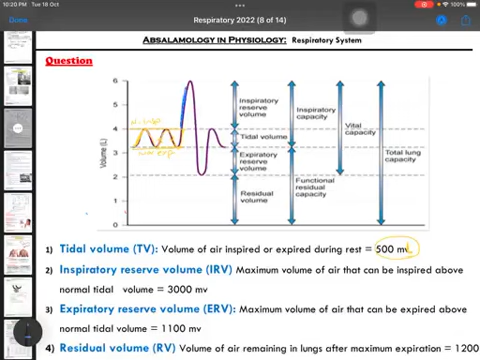 10:20 PM Tue 18 Oct
100%
Done
Respiratory 2022 (8 of 14)
ABSALAMOLOGY IN PHYSIOLOGY: Respiratory System
Question
6
5
4
3
2
1
0
Volume (L)
Inspiratory
reserve
volume
Tidal volume
Expiratory
reserve
volume
Residual
volume
Inspiratory
capacity
Functional
residual
capacity
Vital
capacity
Total lung
capacity
1) Tidal volume (TV): Volume of air inspired or expired during rest = 500 mv
2) Inspiratory reserve volume (IRV) Maximum volume of air that can be inspired above
normal tidal volume = 3000 mv
3) Expiratory reserve volume (ERV): Maximum volume of air that can be expired above
normal tidal volume = 1100 mv
4) Residual volume (RV) Volume of air remaining in lungs after maximum expiration = 1200